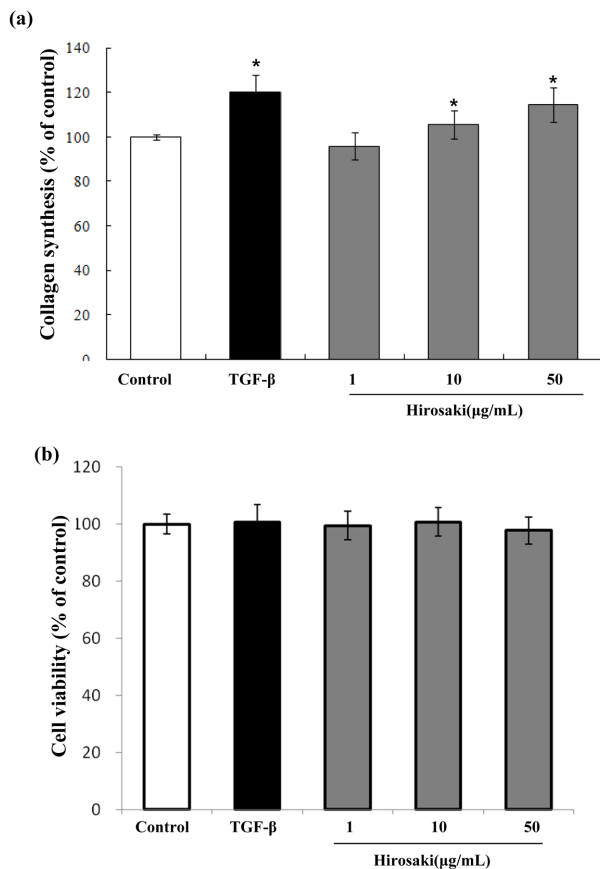 (a)
Collagen synthesis (% of control)
140
120
100
80
60
40
20
0
*
*
*
Control TGF-β 1 10 50
Hirosaki(μg/mL)
(b)
Cell viability (% of control)
120
100
80
60
40
20
0
Control TGF-β 1 10 50
Hirosaki(μg/mL)